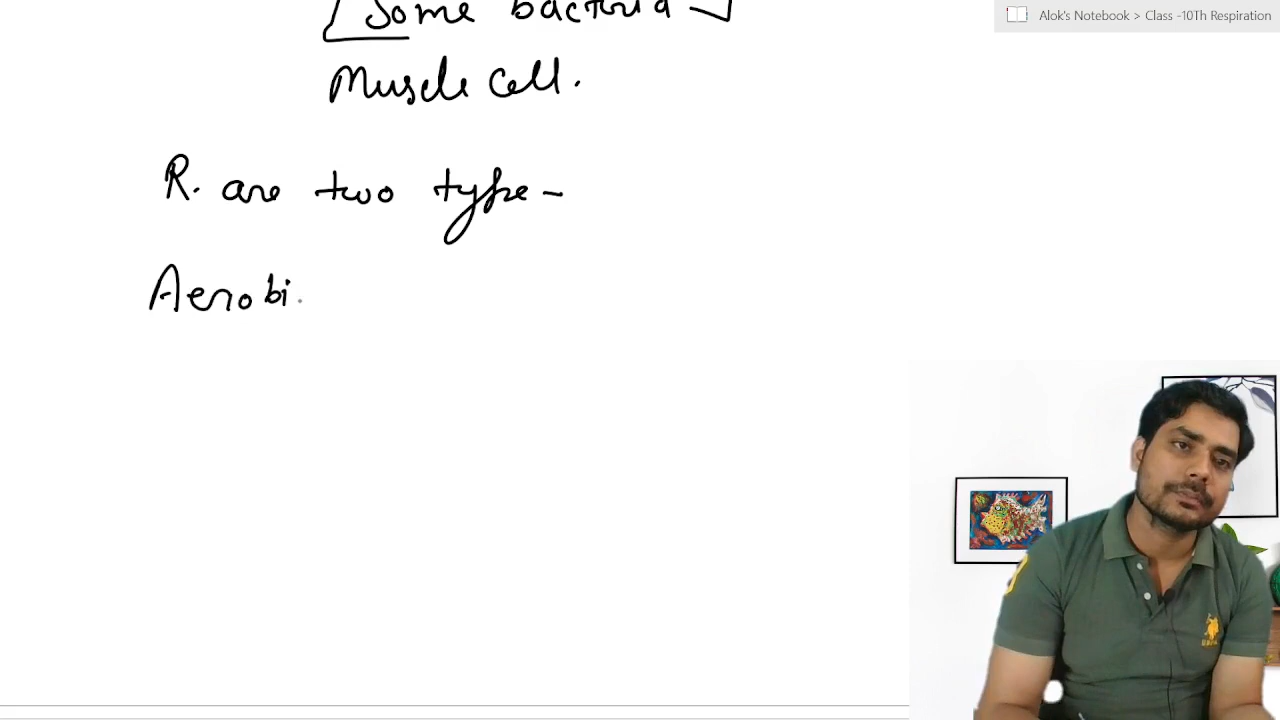 Alok's Notebook > Class -10Th Respiration
[Some bacteria]
Muscle cell.
R. are two type -
Aerobi